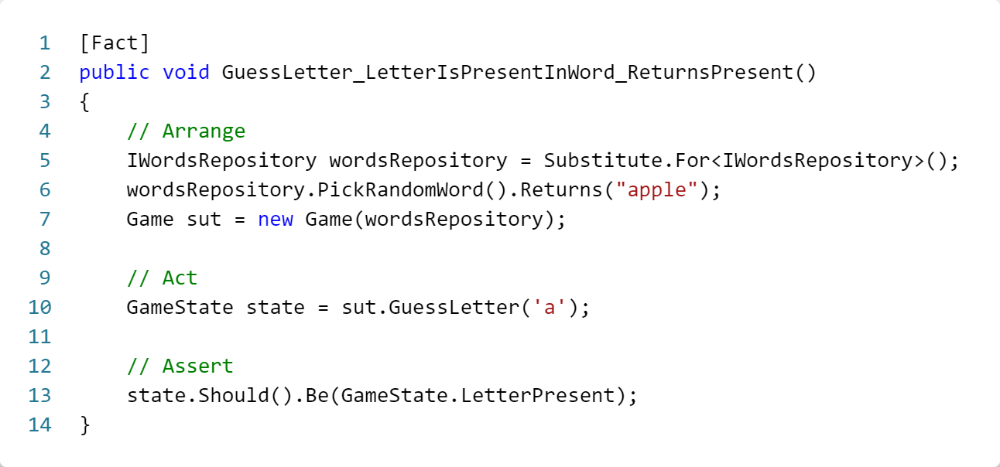 1 [Fact]
2 public void GuessLetter_LetterIsPresentInWord_ReturnsPresent()
3 {
4     // Arrange
5     IWordsRepository wordsRepository = Substitute.For<IWordsRepository>();
6     wordsRepository.PickRandomWord().Returns("apple");
7     Game sut = new Game(wordsRepository);
8
9     // Act
10     GameState state = sut.GuessLetter('a');
11
12     // Assert
13     state.Should().Be(GameState.LetterPresent);
14 }